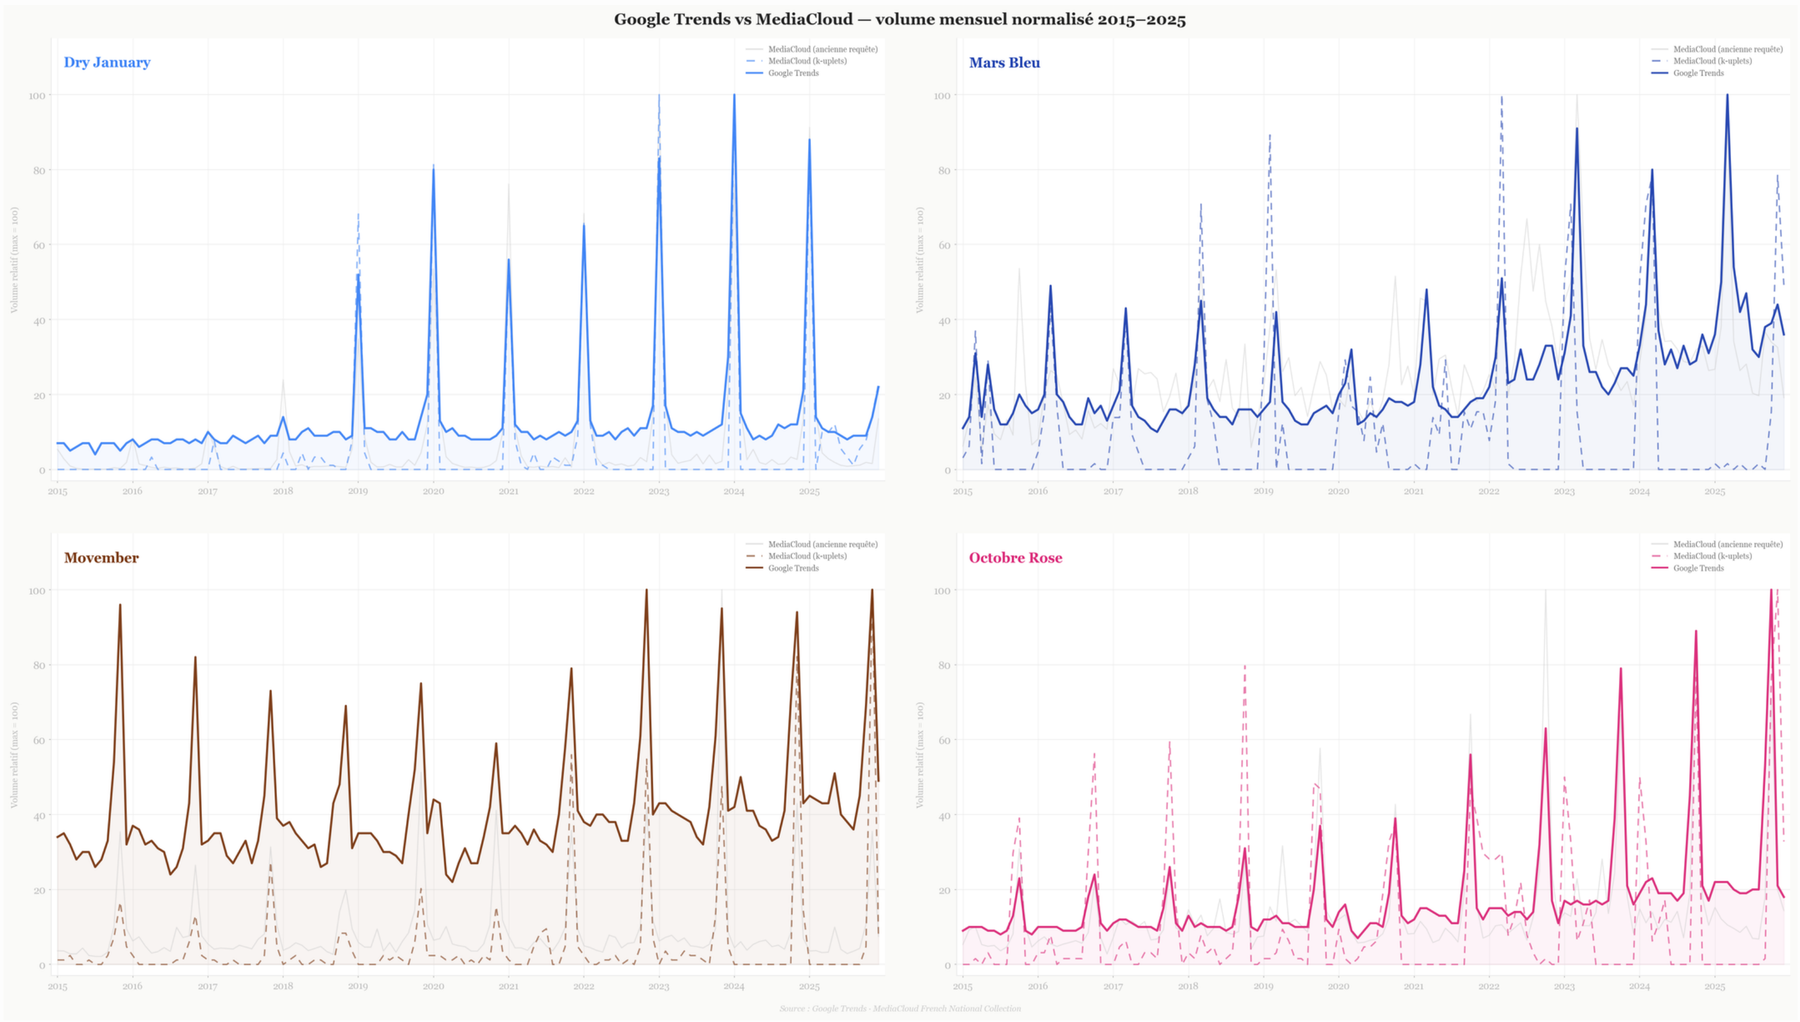 Google Trends vs MediaCloud — volume mensuel normalisé 2015–2025
Dry January
MediaCloud (ancienne requête)
MediaCloud (k-uplets)
Google Trends
Volume relatif (max = 100)
100
80
60
40
20
0
2015 2016 2017 2018 2019 2020 2021 2022 2023 2024 2025
Mars Bleu
MediaCloud (ancienne requête)
MediaCloud (k-uplets)
Google Trends
Volume relatif (max = 100)
100
80
60
40
20
0
2015 2016 2017 2018 2019 2020 2021 2022 2023 2024 2025
Movember
MediaCloud (ancienne requête)
MediaCloud (k-uplets)
Google Trends
Volume relatif (max = 100)
100
80
60
40
20
0
2015 2016 2017 2018 2019 2020 2021 2022 2023 2024 2025
Octobre Rose
MediaCloud (ancienne requête)
MediaCloud (k-uplets)
Google Trends
Volume relatif (max = 100)
100
80
60
40
20
0
2015 2016 2017 2018 2019 2020 2021 2022 2023 2024 2025
Source : Google Trends · MediaCloud French National Collection